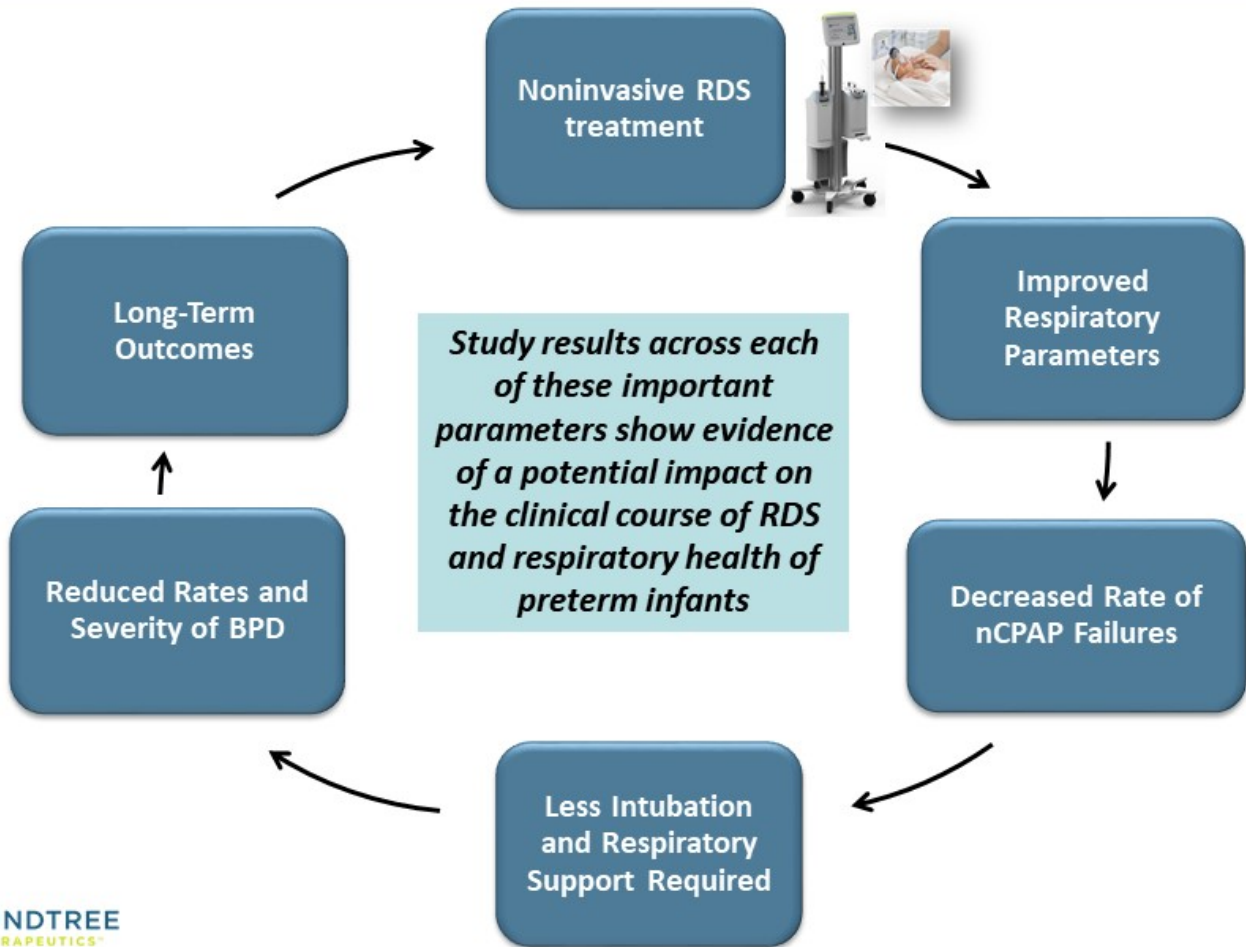 Noninvasive RDS
treatment
Improved
Respiratory
Parameters
Decreased Rate of
nCPAP Failures
Less Intubation
and Respiratory
Support Required
Reduced Rates and
Severity of BPD
Long-Term
Outcomes
Study results across each
of these important
parameters show evidence
of a potential impact on
the clinical course of RDS
and respiratory health of
preterm infants
NDTREE
RAPEUTICS™